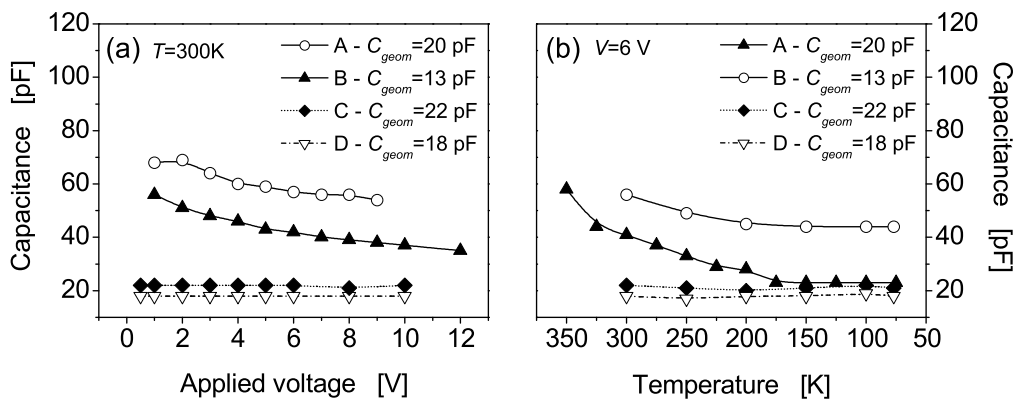 120
100
80
60
40
20
Capacitance [pF]
(a) T=300K
A - Cgeom=20 pF
B - Cgeom=13 pF
C - Cgeom=22 pF
D - Cgeom=18 pF
0 2 4 6 8 10 12
Applied voltage [V]
(b) V=6 V
A - Cgeom=20 pF
B - Cgeom=13 pF
C - Cgeom=22 pF
D - Cgeom=18 pF
350 300 250 200 150 100 50
Temperature [K]
120
100
80
60
40
20
Capacitance [pF]